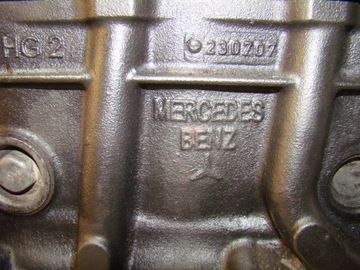 HG 2
230707
MERCEDES
BENZ